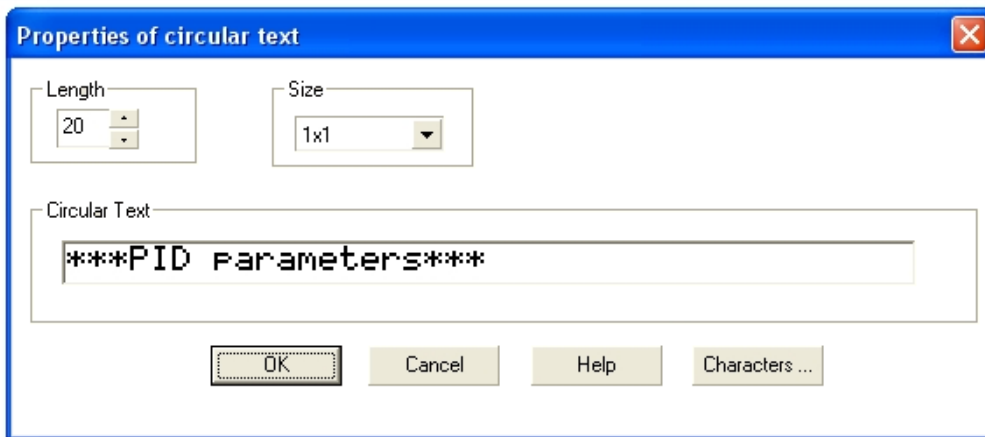 Properties of circular text
Length
Size
20
1x1
Circular Text
***PID parameters***
OK
Cancel
Help
Characters ...